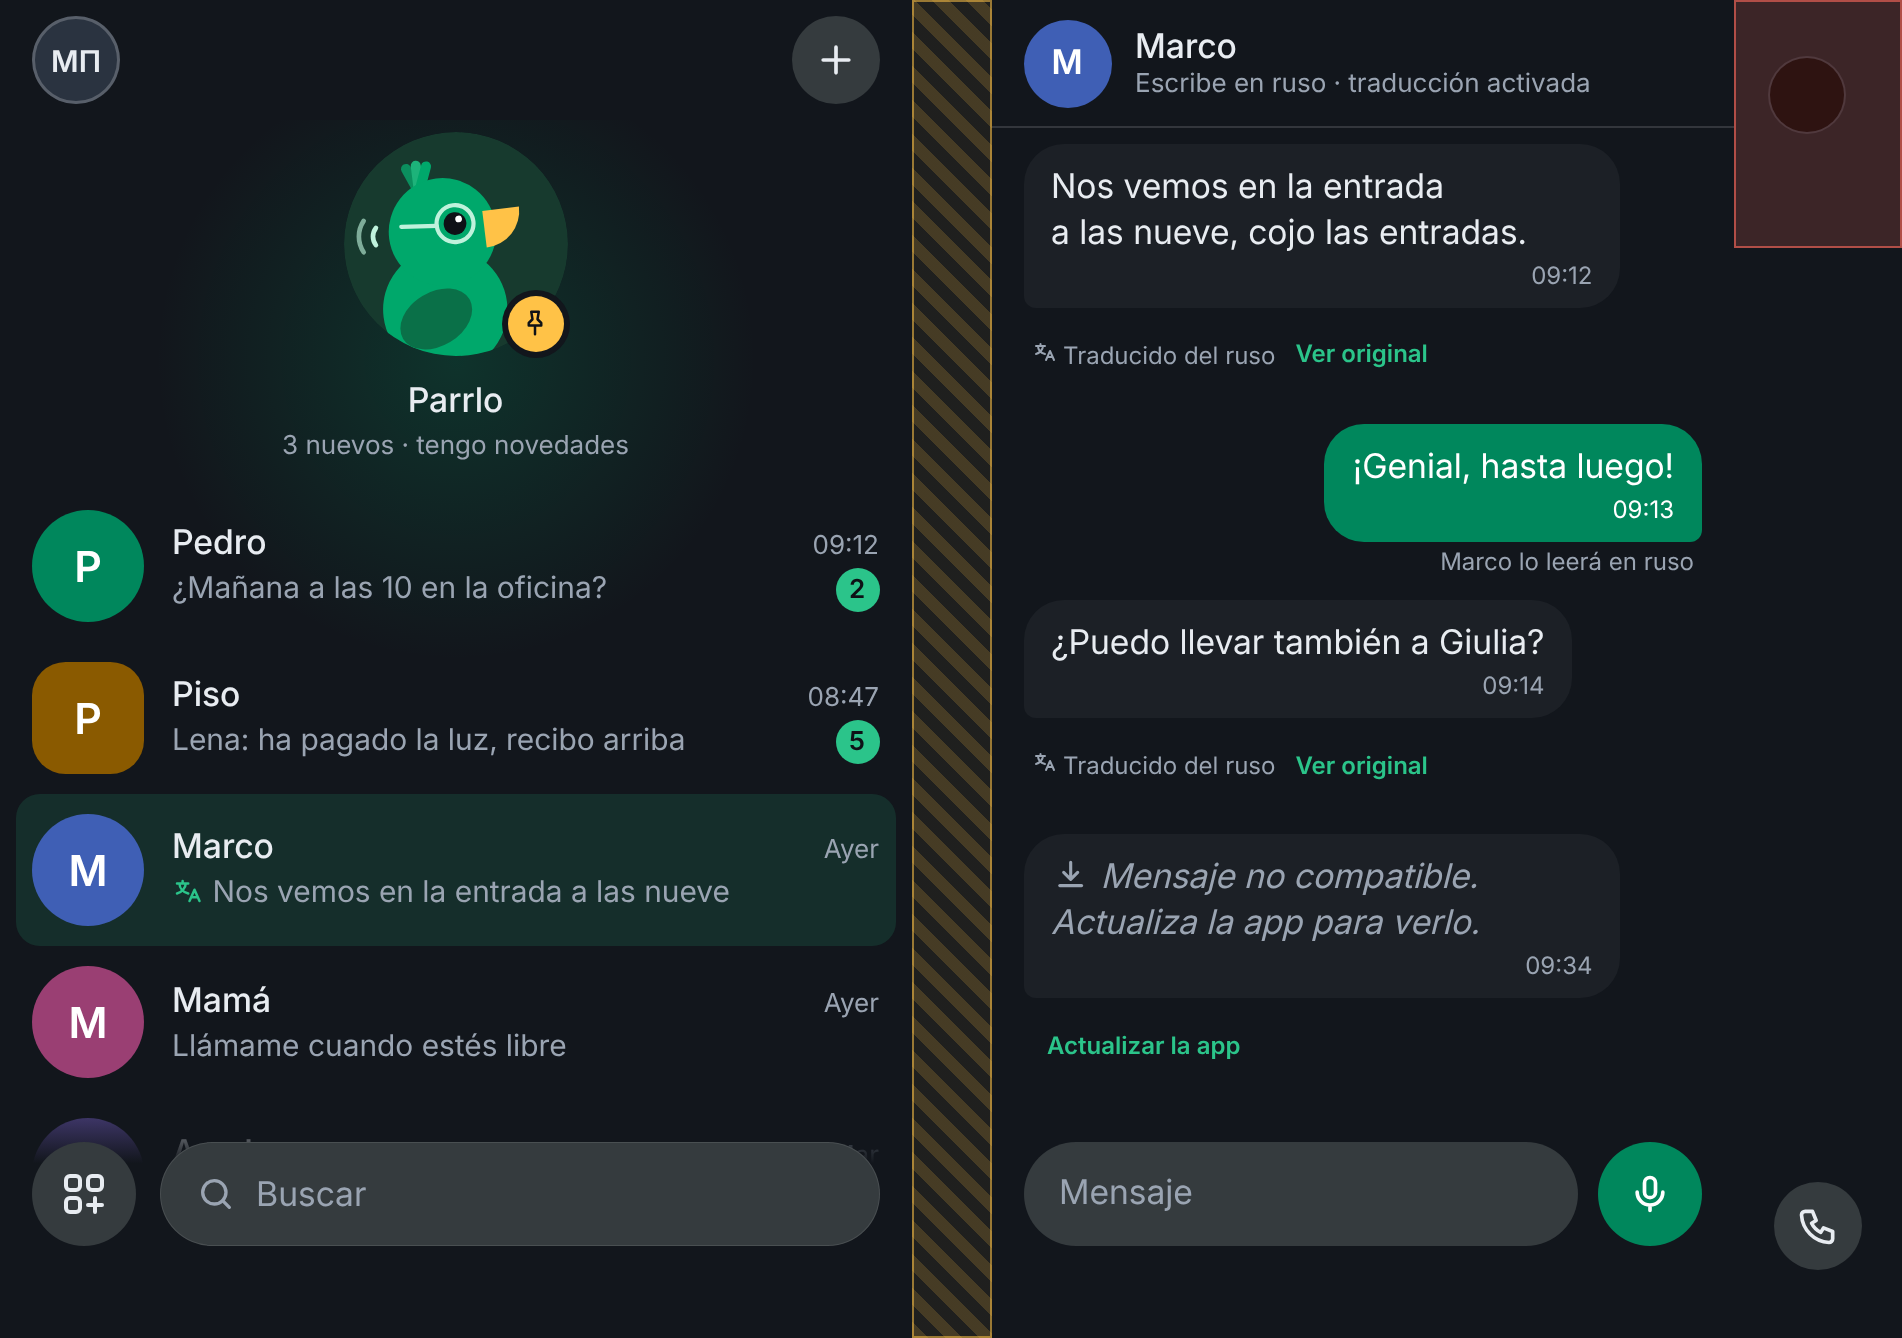 МП
Parrlo
3 nuevos · tengo novedades
P
Pedro
09:12
¿Mañana a las 10 en la oficina?
2
P
Piso
08:47
Lena: ha pagado la luz, recibo arriba
5
M
Marco
Ayer
Nos vemos en la entrada a las nueve
M
Mamá
Ayer
Llámame cuando estés libre
Buscar
M
Marco
Escribe en ruso · traducción activada
Nos vemos en la entrada
a las nueve, cojo las entradas.
09:12
Traducido del ruso Ver original
¡Genial, hasta luego!
09:13
Marco lo leerá en ruso
¿Puedo llevar también a Giulia?
09:14
Traducido del ruso Ver original
Mensaje no compatible.
Actualiza la app para verlo.
09:34
Actualizar la app
Mensaje